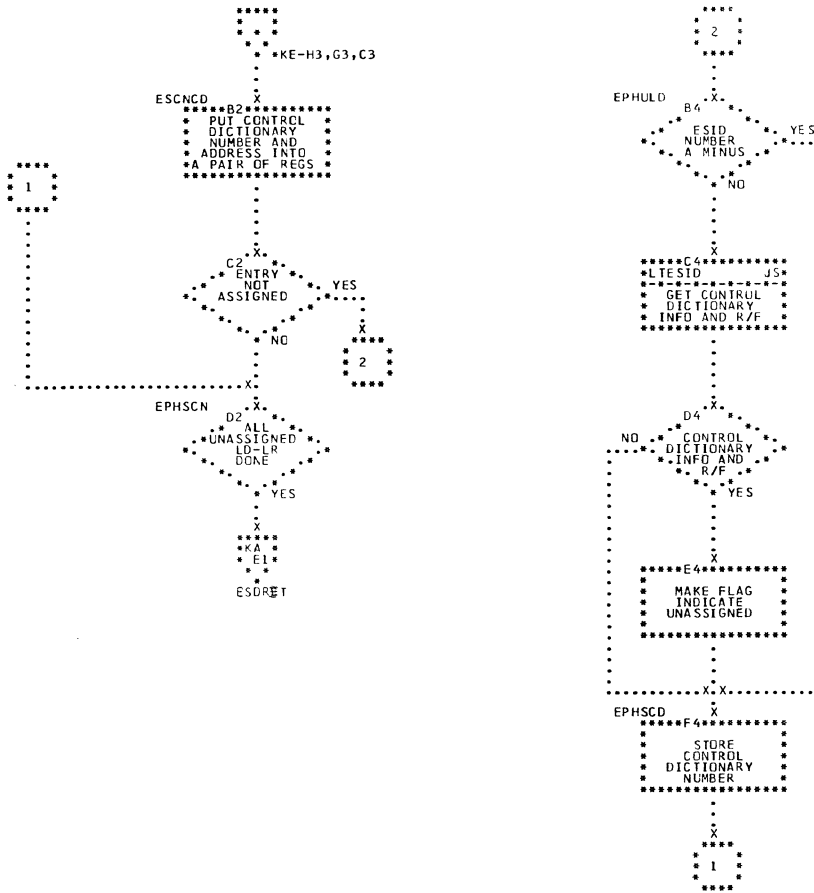 KE-H3,G3,C3
ESCNCD
B2
PUT CONTROL
DICTIONARY
NUMBER AND
ADDRESS INTO
A PAIR OF REGS
1
C2
ENTRY
NOT
ASSIGNED
YES
NO
2
EPHSCN
D2
ALL
UNASSIGNED
LD-LR
DONE
YES
KA
E1
ESDRET
2
EPHULD
B4
ESID
NUMBER
A MINUS
YES
NO
C4
LTESID JS
GET CONTROL
DICTIONARY
INFO AND R/F
D4
NO
CONTROL
DICTIONARY
INFO AND
R/F
YES
E4
MAKE FLAG
INDICATE
UNASSIGNED
EPHSCD
F4
STORE
CONTROL
DICTIONARY
NUMBER
1